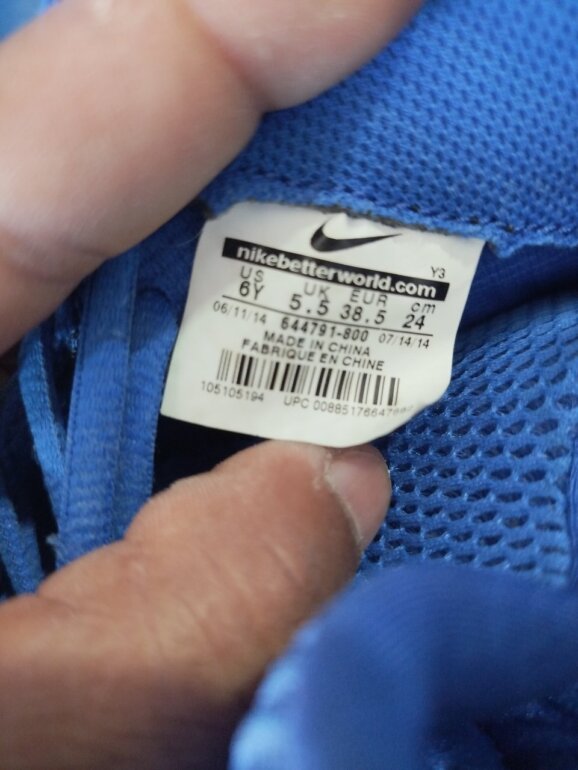 nikebetterworld.com
Y3
US UK EUR cm
6Y 5.5 38.5 24
06/11/14 644791-800 07/14/14
MADE IN CHINA
FABRIQUE EN CHINE
105105194 UPC